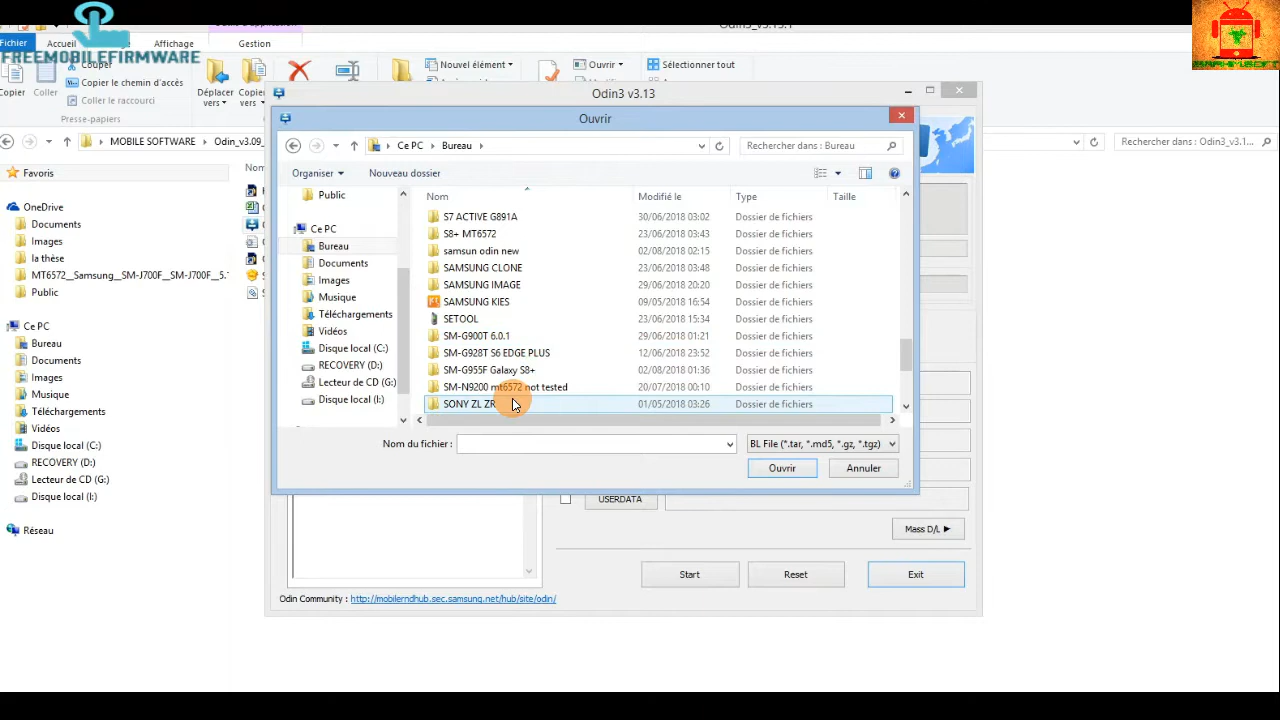 FREEMOBILEFIRMWARE
Fichier
Accueil
Affichage
Gestion
Couper
Copier le chemin d'accès
Coller le raccourci
Copier
Coller
Presse-papiers
Déplacer
vers
Copier
vers
Nouvel élément
Ouvrir
Sélectionner tout
MOBILE SOFTWARE
Odin_v3.09_
Rechercher dans : Odin3_v3.1...
Favoris
OneDrive
Documents
Images
la thèse
MT6572__Samsung__SM-J700F__SM-J700F__5.1
Public
Ce PC
Bureau
Documents
Images
Musique
Téléchargements
Vidéos
Disque local (C:)
RECOVERY (D:)
Lecteur de CD (G:)
Disque local (I:)
Réseau
Odin3 v3.13
Ouvrir
Ce PC
Bureau
Rechercher dans : Bureau
Organiser
Nouveau dossier
Public
Ce PC
Bureau
Documents
Images
Musique
Téléchargements
Vidéos
Disque local (C:)
RECOVERY (D:)
Lecteur de CD (G:)
Disque local (I:)
Nom Modifié le Type Taille
S7 ACTIVE G891A 30/06/2018 03:02 Dossier de fichiers
S8+ MT6572 23/06/2018 03:43 Dossier de fichiers
samsun odin new 02/08/2018 02:15 Dossier de fichiers
SAMSUNG CLONE 23/06/2018 03:48 Dossier de fichiers
SAMSUNG IMAGE 29/06/2018 20:20 Dossier de fichiers
SAMSUNG KIES 09/05/2018 16:54 Dossier de fichiers
SETOOL 23/06/2018 15:34 Dossier de fichiers
SM-G900T 6.0.1 29/06/2018 01:21 Dossier de fichiers
SM-G928T S6 EDGE PLUS 12/06/2018 23:52 Dossier de fichiers
SM-G955F Galaxy S8+ 02/08/2018 01:36 Dossier de fichiers
SM-N9200 mt6572 not tested 20/07/2018 00:10 Dossier de fichiers
SONY ZL ZR 01/05/2018 03:26 Dossier de fichiers
Nom du fichier :
BL File (*.tar, *.md5, *.gz, *.tgz)
Ouvrir
Annuler
USERDATA
Mass D/L
Start
Reset
Exit
Odin Community : http://mobilerndhub.sec.samsung.net/hub/site/odin/